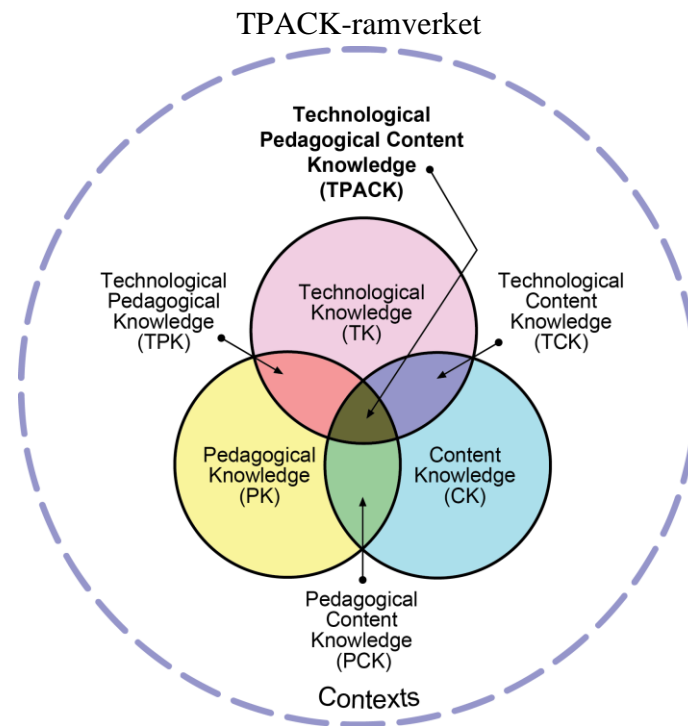 TPACK-ramverket
Technological
Pedagogical Content
Knowledge
(TPACK)
Technological
Pedagogical
Knowledge
(TPK)
Technological
Knowledge
(TK)
Technological
Content
Knowledge
(TCK)
Pedagogical
Knowledge
(PK)
Content
Knowledge
(CK)
Pedagogical
Content
Knowledge
(PCK)
Contexts